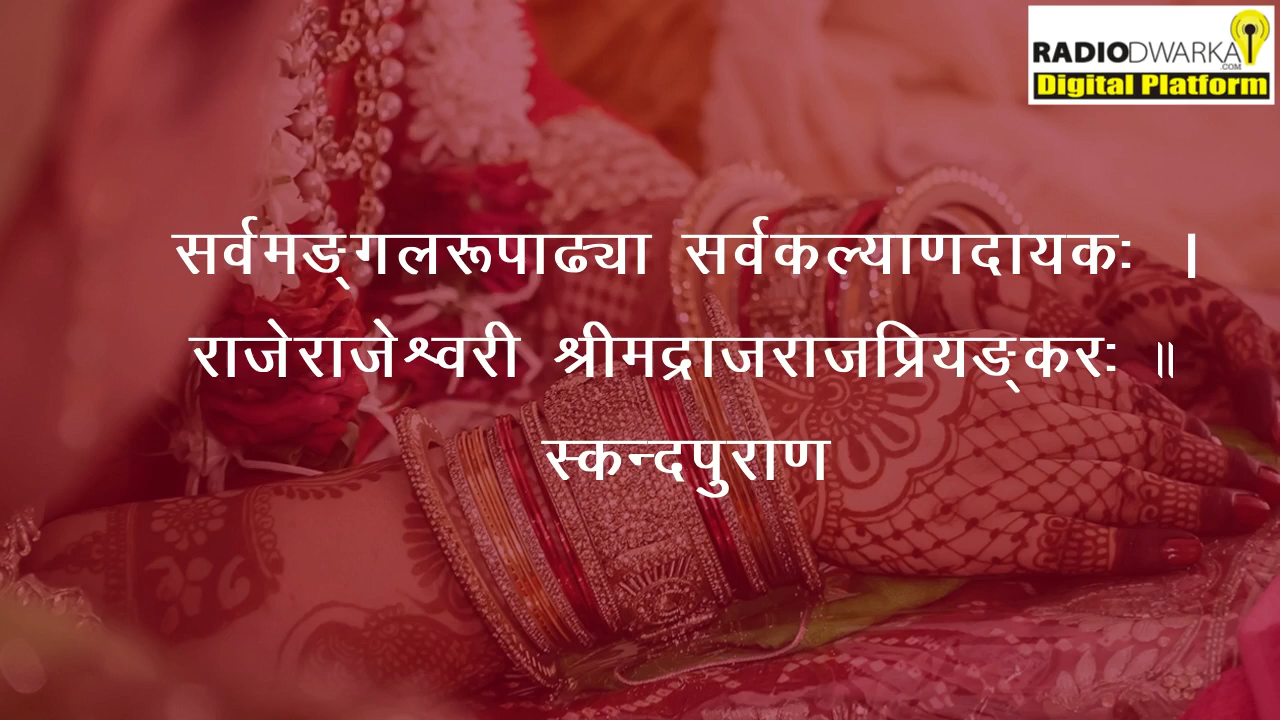 RADIODWARKA
.COM
Digital Platform
सर्वमङ्गलरूपाढ्या सर्वकल्याणदायकः ।
राजेराजेश्वरी श्रीमद्राजराजप्रियङ्करः ॥
स्कन्दपुराण